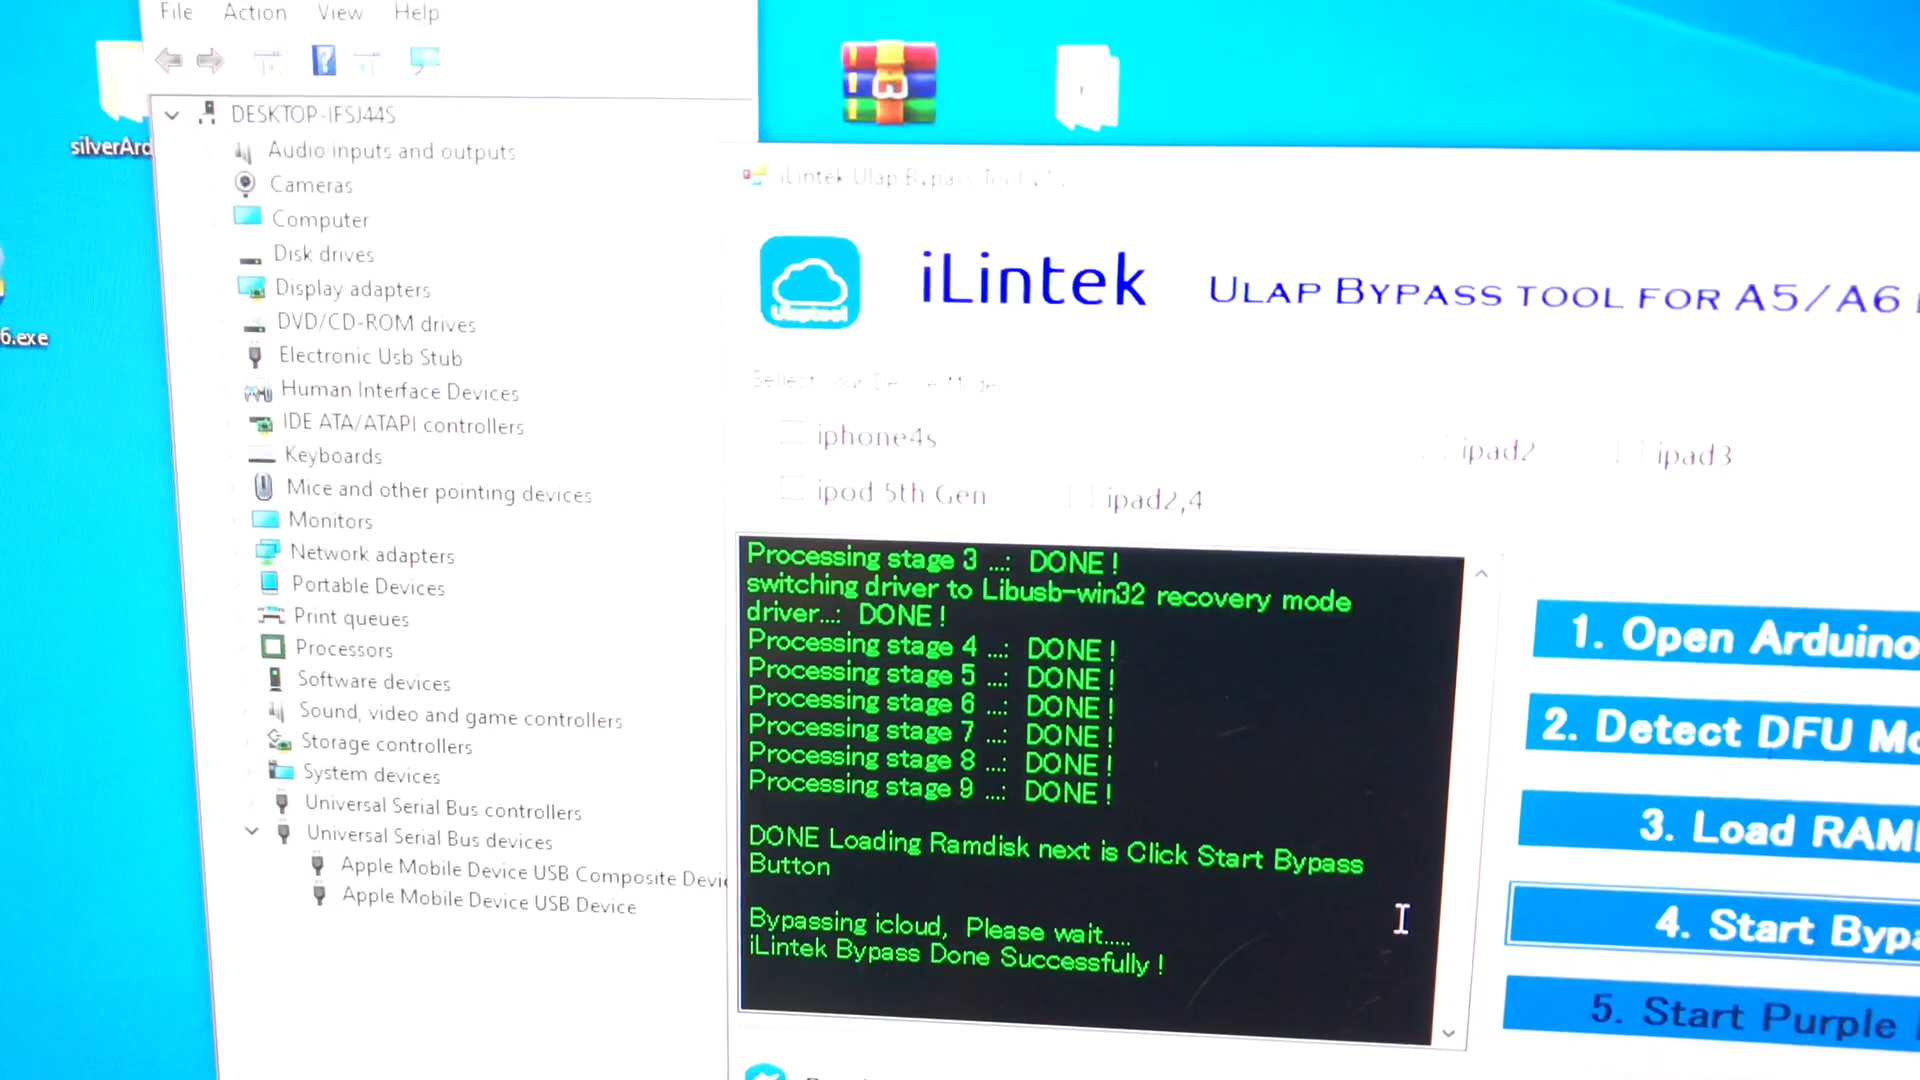 File Action View Help
DESKTOP-IFSJ44S
silverArd
Audio inputs and outputs
Cameras
Computer
Disk drives
Display adapters
DVD/CD-ROM drives
6.exe
Electronic Usb Stub
Human Interface Devices
IDE ATA/ATAPI controllers
Keyboards
Mice and other pointing devices
Monitors
Network adapters
Portable Devices
Print queues
Processors
Software devices
Sound, video and game controllers
Storage controllers
System devices
Universal Serial Bus controllers
Universal Serial Bus devices
Apple Mobile Device USB Composite Devi
Apple Mobile Device USB Device
iLintek Ulap Bypass Tool
iLintek ULAP BYPASS TOOL FOR A5/A6
Ulaptool
iphone4s ipad2 ipad3
ipod 5th Gen ipad2,4
Processing stage 3 ...: DONE !
switching driver to Libusb-win32 recovery mode
driver...: DONE !
Processing stage 4 ...: DONE !
Processing stage 5 ...: DONE !
Processing stage 6 ...: DONE !
Processing stage 7 ...: DONE !
Processing stage 8 ...: DONE !
Processing stage 9 ...: DONE !
DONE Loading Ramdisk next is Click Start Bypass
Button
Bypassing icloud, Please wait.....
iLintek Bypass Done Successfully !
1. Open Arduino
2. Detect DFU Mo
3. Load RAM
4. Start Bypa
5. Start Purple